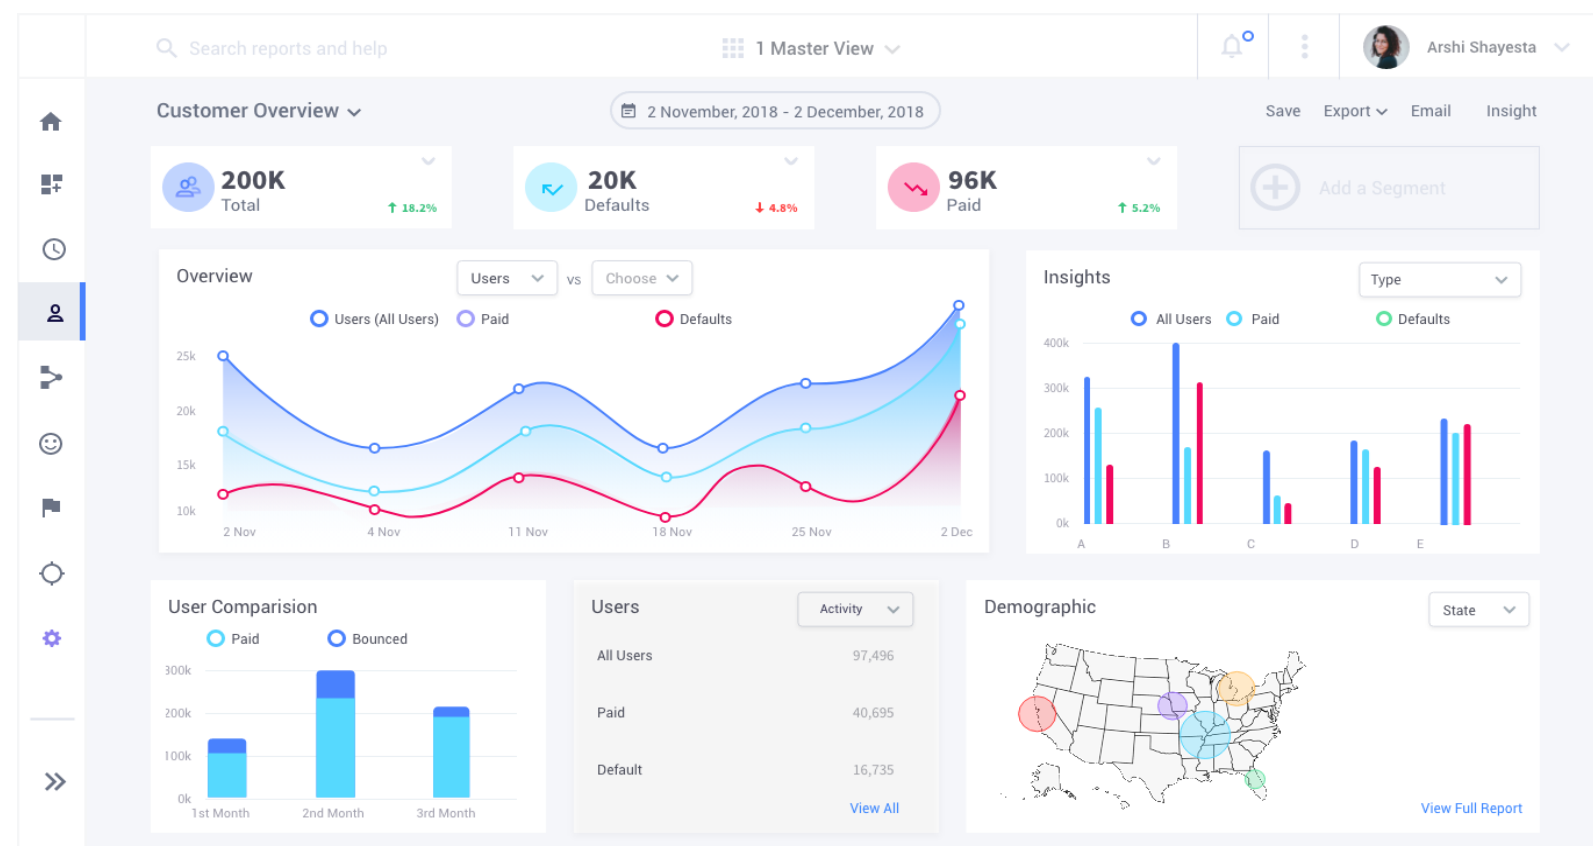 Search reports and help
1 Master View
Arshi Shayesta
Customer Overview
2 November, 2018 - 2 December, 2018
Save Export Email Insight
200K
Total
18.2%
20K
Defaults
4.8%
96K
Paid
5.2%
Add a Segment
Overview
Users vs Choose
Users (All Users) Paid Defaults
25k
20k
15k
10k
2 Nov 4 Nov 11 Nov 18 Nov 25 Nov 2 Dec
Insights
Type
All Users Paid Defaults
400k
300k
200k
100k
0k
A B C D E
User Comparision
Paid Bounced
300k
200k
100k
0k
1st Month 2nd Month 3rd Month
Users
Activity
All Users 97,496
Paid 40,695
Default 16,735
View All
Demographic
State
View Full Report